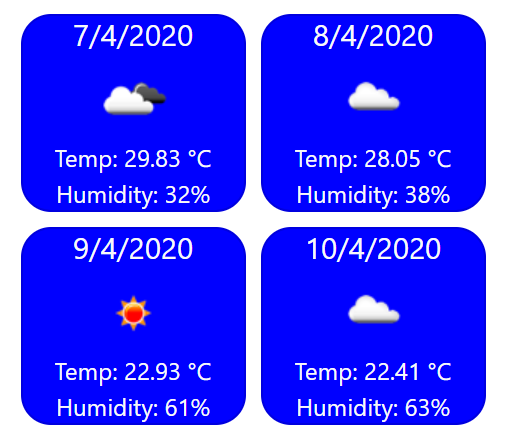 7/4/2020
Temp: 29.83 °C
Humidity: 32%
8/4/2020
Temp: 28.05 °C
Humidity: 38%
9/4/2020
Temp: 22.93 °C
Humidity: 61%
10/4/2020
Temp: 22.41 °C
Humidity: 63%